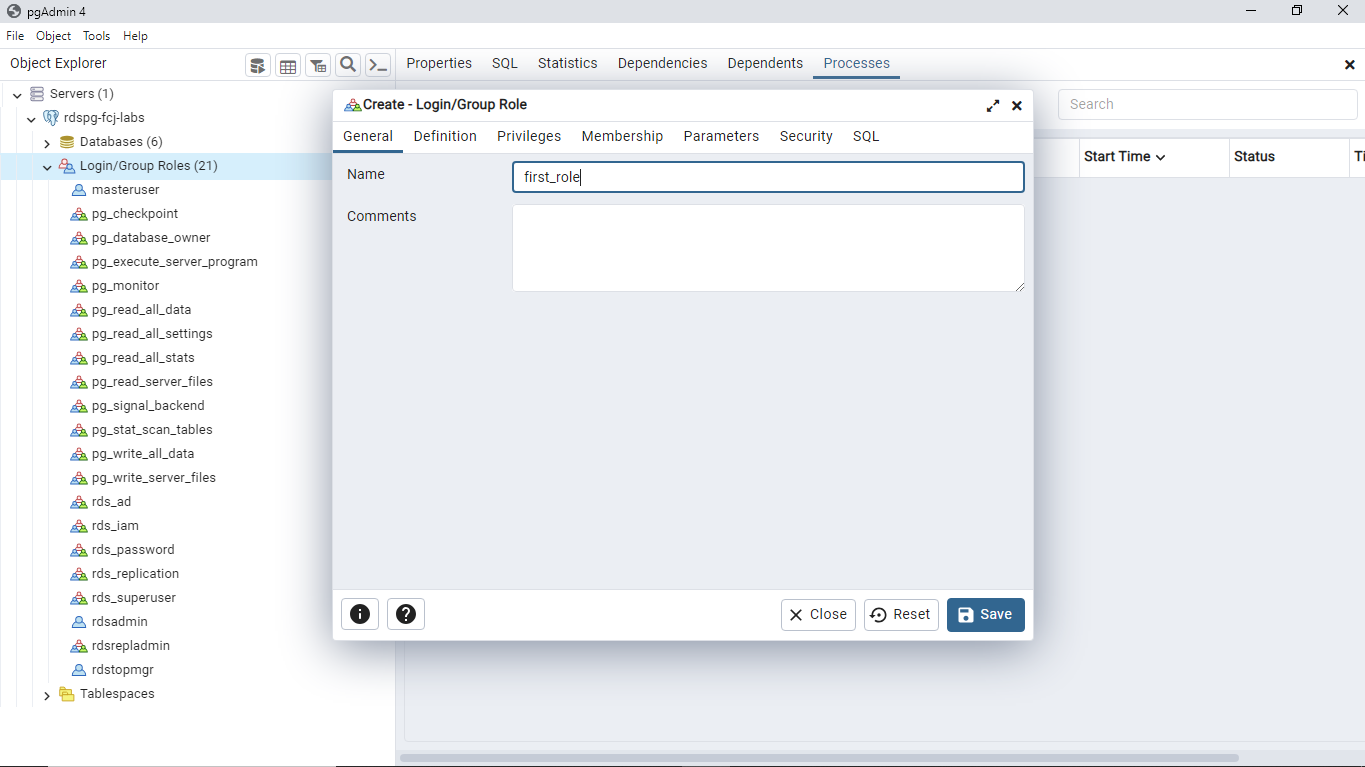 pgAdmin 4
File Object Tools Help
Object Explorer
Properties SQL Statistics Dependencies Dependents Processes
Servers (1)
rdspg-fcj-labs
Databases (6)
Login/Group Roles (21)
masteruser
pg_checkpoint
pg_database_owner
pg_execute_server_program
pg_monitor
pg_read_all_data
pg_read_all_settings
pg_read_all_stats
pg_read_server_files
pg_signal_backend
pg_stat_scan_tables
pg_write_all_data
pg_write_server_files
rds_ad
rds_iam
rds_password
rds_replication
rds_superuser
rdsadmin
rdsrepladmin
rdstopmgr
Tablespaces
Create - Login/Group Role
General Definition Privileges Membership Parameters Security SQL
Name first_role
Comments
Close Reset Save
Search
Start Time Status Ti